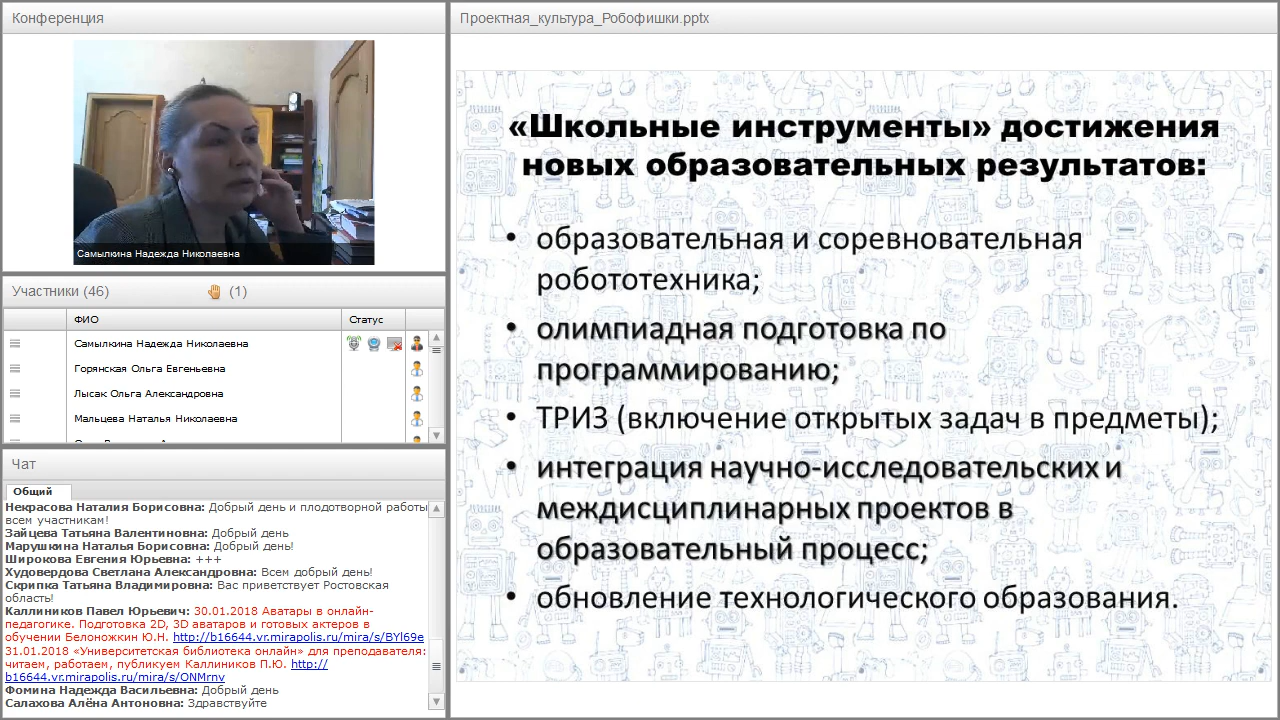 Конференция
Самылкина Надежда Николаевна
Участники (46)
(1)
ФИО
Статус
Самылкина Надежда Николаевна
Горянская Ольга Евгеньевна
Лысак Ольга Александровна
Мальцева Наталья Николаевна
Чат
Общий
Некрасова Наталия Борисовна: Добрый день и плодотворной работы
всем участникам!
Зайцева Татьяна Валентиновна: Добрый день
Марушкина Наталья Борисовна: Добрый день!
Широкова Евгения Юрьевна: +++
Худовердова Светлана Александровна: Всем добрый день!
Скрипка Татьяна Владимировна: Вас приветствует Ростовская
область!
Каллиников Павел Юрьевич: 30.01.2018 Аватары в онлайн-
педагогике. Подготовка 2D, 3D аватаров и готовых актеров в
обучении Белоножкин Ю.Н. http://b16644.vr.mirapolis.ru/mira/s/BYl69e
31.01.2018 «Университетская библиотека онлайн» для преподавателя:
читаем, работаем, публикуем Каллиников П.Ю. http://
b16644.vr.mirapolis.ru/mira/s/ONMrnv
Фомина Надежда Васильевна: Добрый день
Салахова Алёна Антоновна: Здравствуйте
Проектная_культура_Робофишки.pptx
«Школьные инструменты» достижения
новых образовательных результатов:
• образовательная и соревновательная
робототехника;
• олимпиадная подготовка по
программированию;
• ТРИЗ (включение открытых задач в предметы);
• интеграция научно-исследовательских и
междисциплинарных проектов в
образовательный процесс;
• обновление технологического образования.